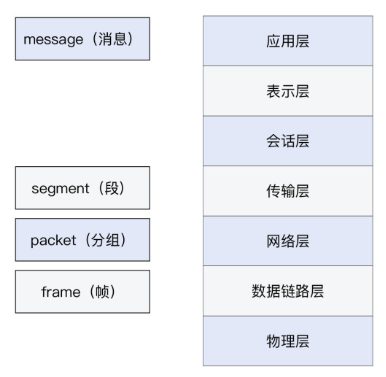 message（消息）
应用层
表示层
会话层
segment（段）
传输层
packet（分组）
网络层
frame（帧）
数据链路层
物理层